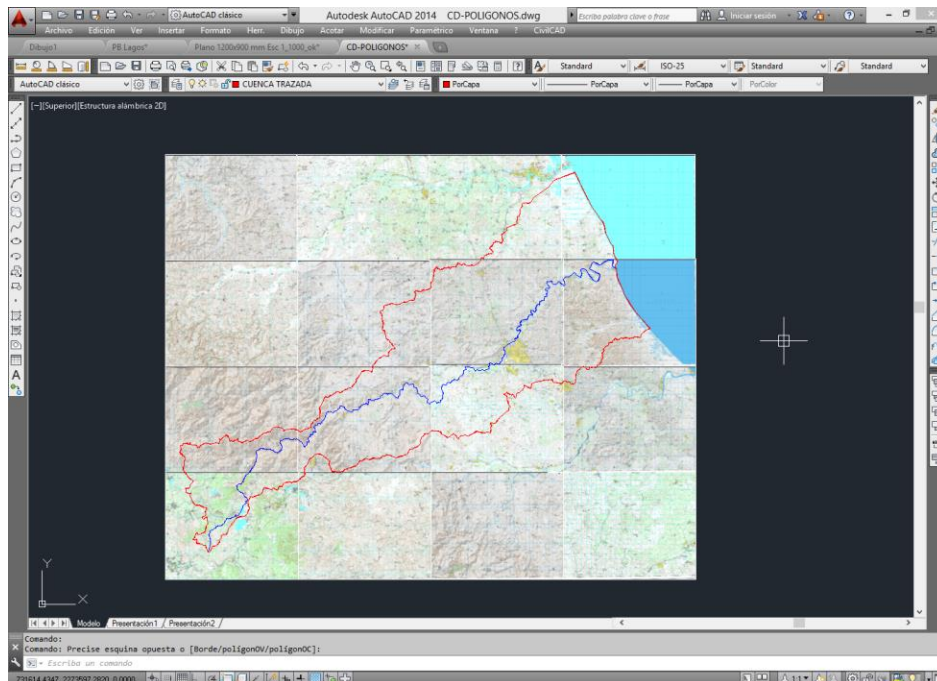 AutoCAD clásico
Autodesk AutoCAD 2014 CD-POLIGONOS.dwg
Escriba palabra clave o frase
Iniciar sesión
Archivo Edición Ver Insertar Formato Herr. Dibujo Acotar Modificar Paramétrico Ventana ? CivilCAD
Dibujo1 PB Lagos* Plano 1200x900 mm Esc 1_1000_ok* CD-POLIGONOS*
Standard ISO-25 Standard Standard
AutoCAD clásico CUENCA TRAZADA PorCapa PorCapa PorCapa PorColor
[−][Superior][Estructura alámbrica 2D]
Y
X
Modelo Presentación1 Presentación2
Comando:
Comando: Precise esquina opuesta o [Borde/polígonOV/polígonOC]:
Escriba un comando
1:1